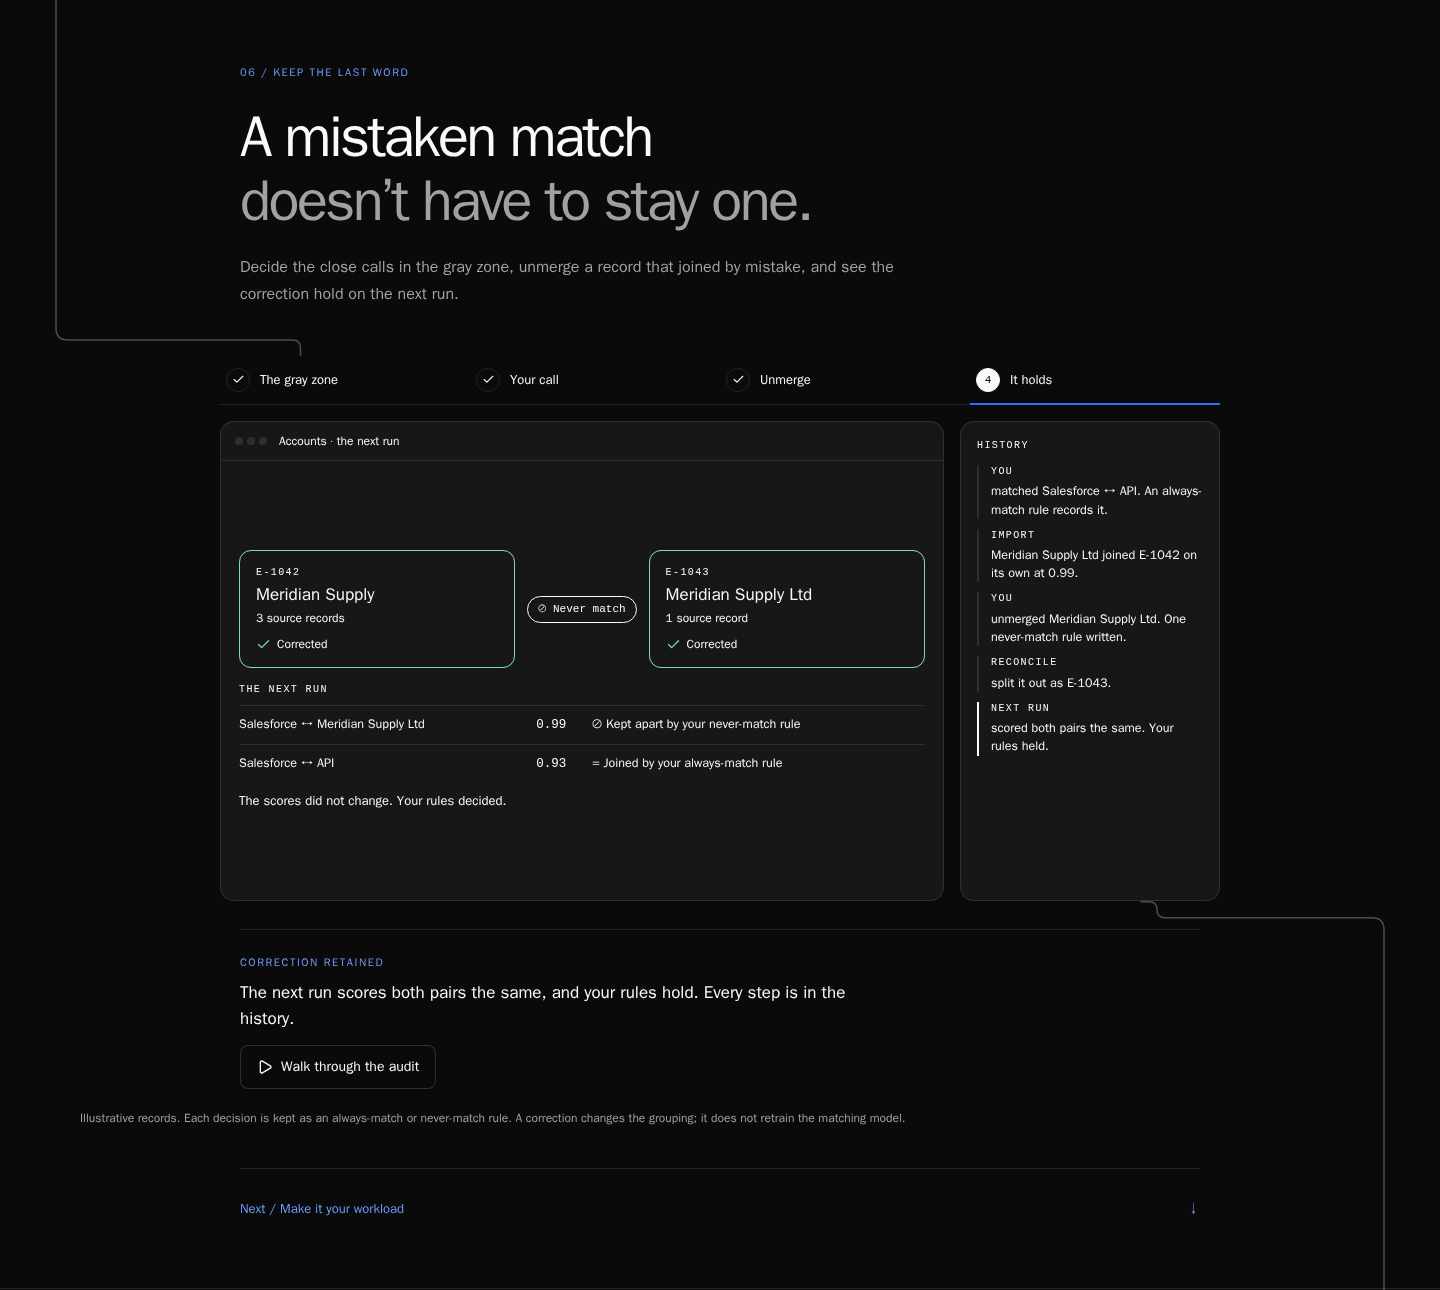 06 / KEEP THE LAST WORD
A mistaken match
doesn’t have to stay one.
Decide the close calls in the gray zone, unmerge a record that joined by mistake, and see the
correction hold on the next run.
The gray zone
Your call
Unmerge
4 It holds
Accounts · the next run
E-1042
Meridian Supply
3 source records
✓ Corrected
⊘ Never match
E-1043
Meridian Supply Ltd
1 source record
✓ Corrected
THE NEXT RUN
Salesforce ↔ Meridian Supply Ltd 0.99 ⊘ Kept apart by your never-match rule
Salesforce ↔ API 0.93 = Joined by your always-match rule
The scores did not change. Your rules decided.
HISTORY
YOU
matched Salesforce ↔ API. An always-
match rule records it.
IMPORT
Meridian Supply Ltd joined E-1042 on
its own at 0.99.
YOU
unmerged Meridian Supply Ltd. One
never-match rule written.
RECONCILE
split it out as E-1043.
NEXT RUN
scored both pairs the same. Your
rules held.
CORRECTION RETAINED
The next run scores both pairs the same, and your rules hold. Every step is in the
history.
Walk through the audit
Illustrative records. Each decision is kept as an always-match or never-match rule. A correction changes the grouping; it does not retrain the matching model.
Next / Make it your workload ↓